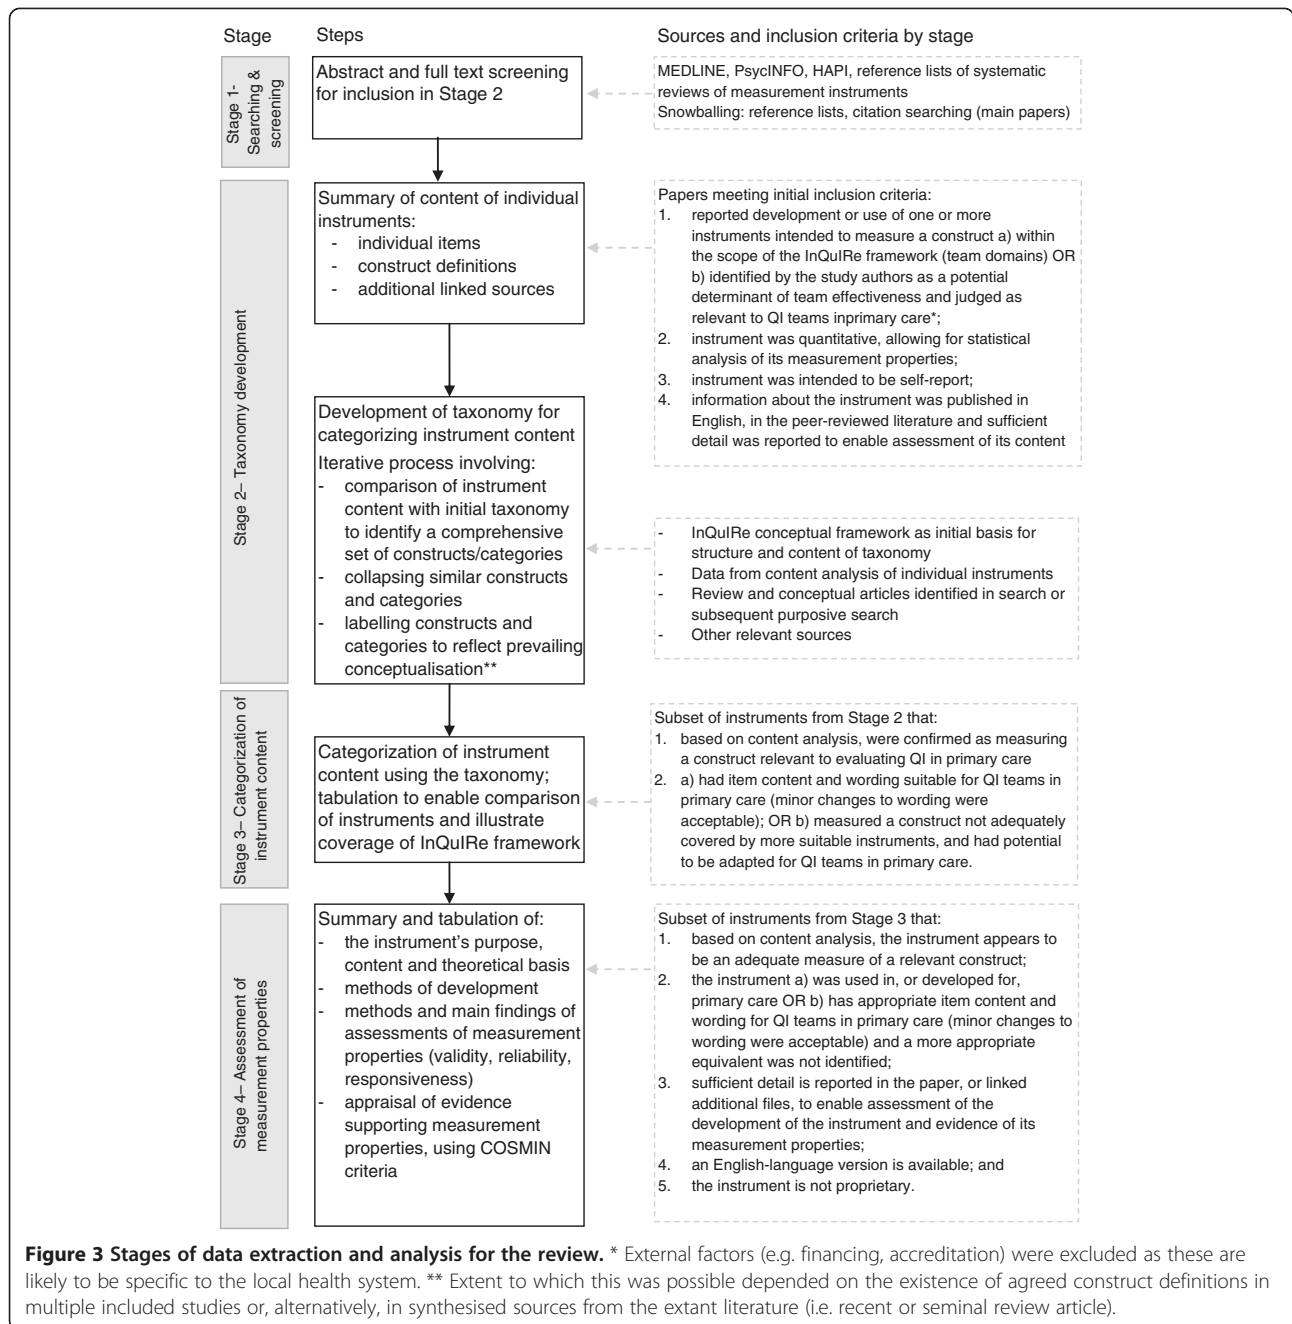 Stage
Steps
Sources and inclusion criteria by stage
Stage 1-
Searching &
screening
Abstract and full text screening
for inclusion in Stage 2
MEDLINE, PsycINFO, HAPI, reference lists of systematic
reviews of measurement instruments
Snowballing: reference lists, citation searching (main papers)
Stage 2– Taxonomy development
Summary of content of individual
instruments:
- individual items
- construct definitions
- additional linked sources
Papers meeting initial inclusion criteria:
1. reported development or use of one or more
instruments intended to measure a construct a) within
the scope of the InQuIRe framework (team domains) OR
b) identified by the study authors as a potential
determinant of team effectiveness and judged as
relevant to QI teams inprimary care*;
2. instrument was quantitative, allowing for statistical
analysis of its measurement properties;
3. instrument was intended to be self-report;
4. information about the instrument was published in
English, in the peer-reviewed literature and sufficient
detail was reported to enable assessment of its content
Development of taxonomy for
categorizing instrument content
Iterative process involving:
- comparison of instrument
content with initial taxonomy
to identify a comprehensive
set of constructs/categories
- collapsing similar constructs
and categories
- labelling constructs and
categories to reflect prevailing
conceptualisation**
- InQuIRe conceptual framework as initial basis for
structure and content of taxonomy
- Data from content analysis of individual instruments
- Review and conceptual articles identified in search or
subsequent purposive search
- Other relevant sources
Stage 3– Categorization of
instrument content
Categorization of instrument
content using the taxonomy;
tabulation to enable comparison
of instruments and illustrate
coverage of InQuIRe framework
Subset of instruments from Stage 2 that:
1. based on content analysis, were confirmed as measuring
a construct relevant to evaluating QI in primary care
2. a) had item content and wording suitable for QI teams in
primary care (minor changes to wording were
acceptable); OR b) measured a construct not adequately
covered by more suitable instruments, and had potential
to be adapted for QI teams in primary care.
Stage 4– Assessment of
measurement properties
Summary and tabulation of:
- the instrument's purpose,
content and theoretical basis
- methods of development
- methods and main findings of
assessments of measurement
properties (validity, reliability,
responsiveness)
- appraisal of evidence
supporting measurement
properties, using COSMIN
criteria
Subset of instruments from Stage 3 that:
1. based on content analysis, the instrument appears to
be an adequate measure of a relevant construct;
2. the instrument a) was used in, or developed for,
primary care OR b) has appropriate item content and
wording for QI teams in primary care (minor changes to
wording were acceptable) and a more appropriate
equivalent was not identified;
3. sufficient detail is reported in the paper, or linked
additional files, to enable assessment of the
development of the instrument and evidence of its
measurement properties;
4. an English-language version is available; and
5. the instrument is not proprietary.
Figure 3 Stages of data extraction and analysis for the review. * External factors (e.g. financing, accreditation) were excluded as these are
likely to be specific to the local health system. ** Extent to which this was possible depended on the existence of agreed construct definitions in
multiple included studies or, alternatively, in synthesised sources from the extant literature (i.e. recent or seminal review article).